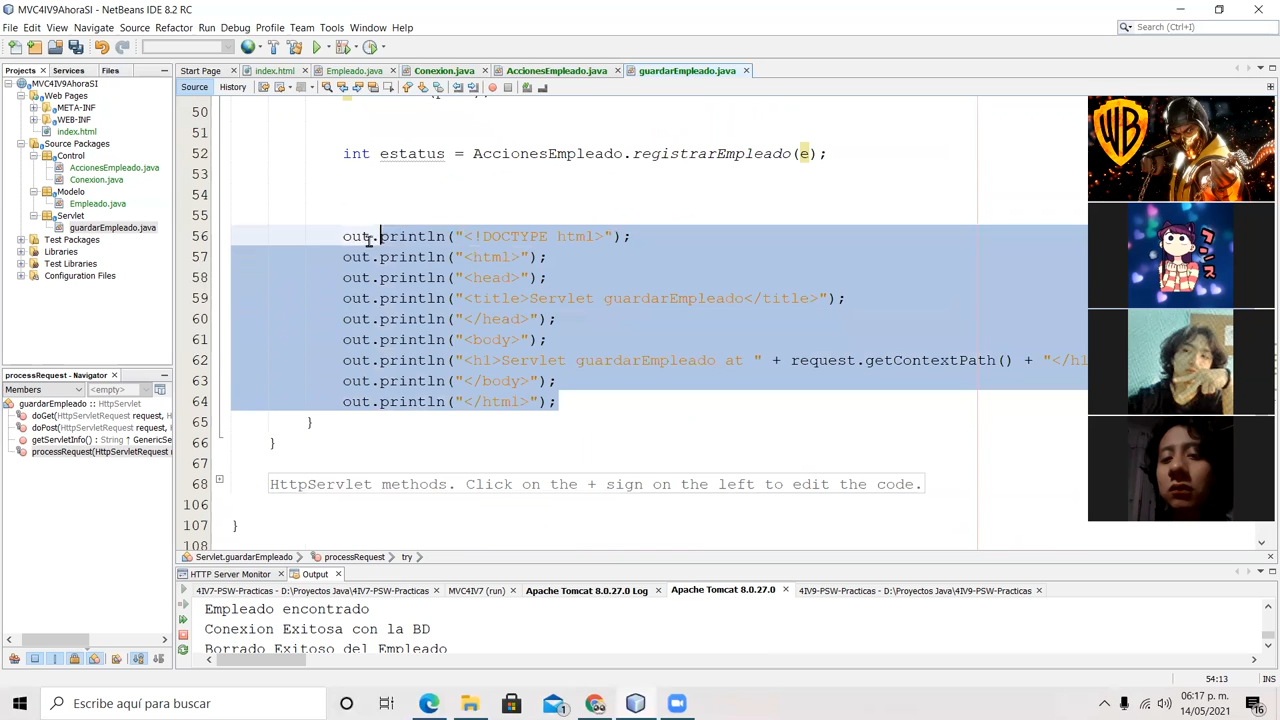 MVC4IV9AhoraSI - NetBeans IDE 8.2 RC
File Edit View Navigate Source Refactor Run Debug Profile Team Tools Window Help
Search (Ctrl+I)
Projects Services Files
Start Page index.html Empleado.java Conexion.java AccionesEmpleado.java guardarEmpleado.java
Source History
MVC4IV9AhoraSI
Web Pages
META-INF
WEB-INF
index.html
Source Packages
Control
AccionesEmpleado.java
Conexion.java
Modelo
Empleado.java
Servlet
guardarEmpleado.java
Test Packages
Libraries
Test Libraries
Configuration Files
50
51
52 int estatus = AccionesEmpleado.registrarEmpleado(e);
53
54
55
56 out.println("<!DOCTYPE html>");
57 out.println("<html>");
58 out.println("<head>");
59 out.println("<title>Servlet guardarEmpleado</title>");
60 out.println("</head>");
61 out.println("<body>");
62 out.println("<h1>Servlet guardarEmpleado at " + request.getContextPath() + "</h1
63 out.println("</body>");
64 out.println("</html>");
65 }
66 }
67
68 HttpServlet methods. Click on the + sign on the left to edit the code.
106
107 }
108
WB
processRequest - Navigator
Members <empty>
guardarEmpleado :: HttpServlet
doGet(HttpServletRequest request,
doPost(HttpServletRequest request,
getServletInfo() : String ↑ GenericSe
processRequest(HttpServletRequest
Servlet.guardarEmpleado processRequest try
HTTP Server Monitor Output
4IV7-PSW-Practicas - D:\Proyectos Java\4IV7-PSW-Practicas MVC4IV7 (run) Apache Tomcat 8.0.27.0 Log Apache Tomcat 8.0.27.0 4IV9-PSW-Practicas - D:\Proyectos Java\4IV9-PSW-Practicas
Empleado encontrado
Conexion Exitosa con la BD
Borrado Exitoso del Empleado
54:13 INS
Escribe aquí para buscar
06:17 p. m.
14/05/2021
16